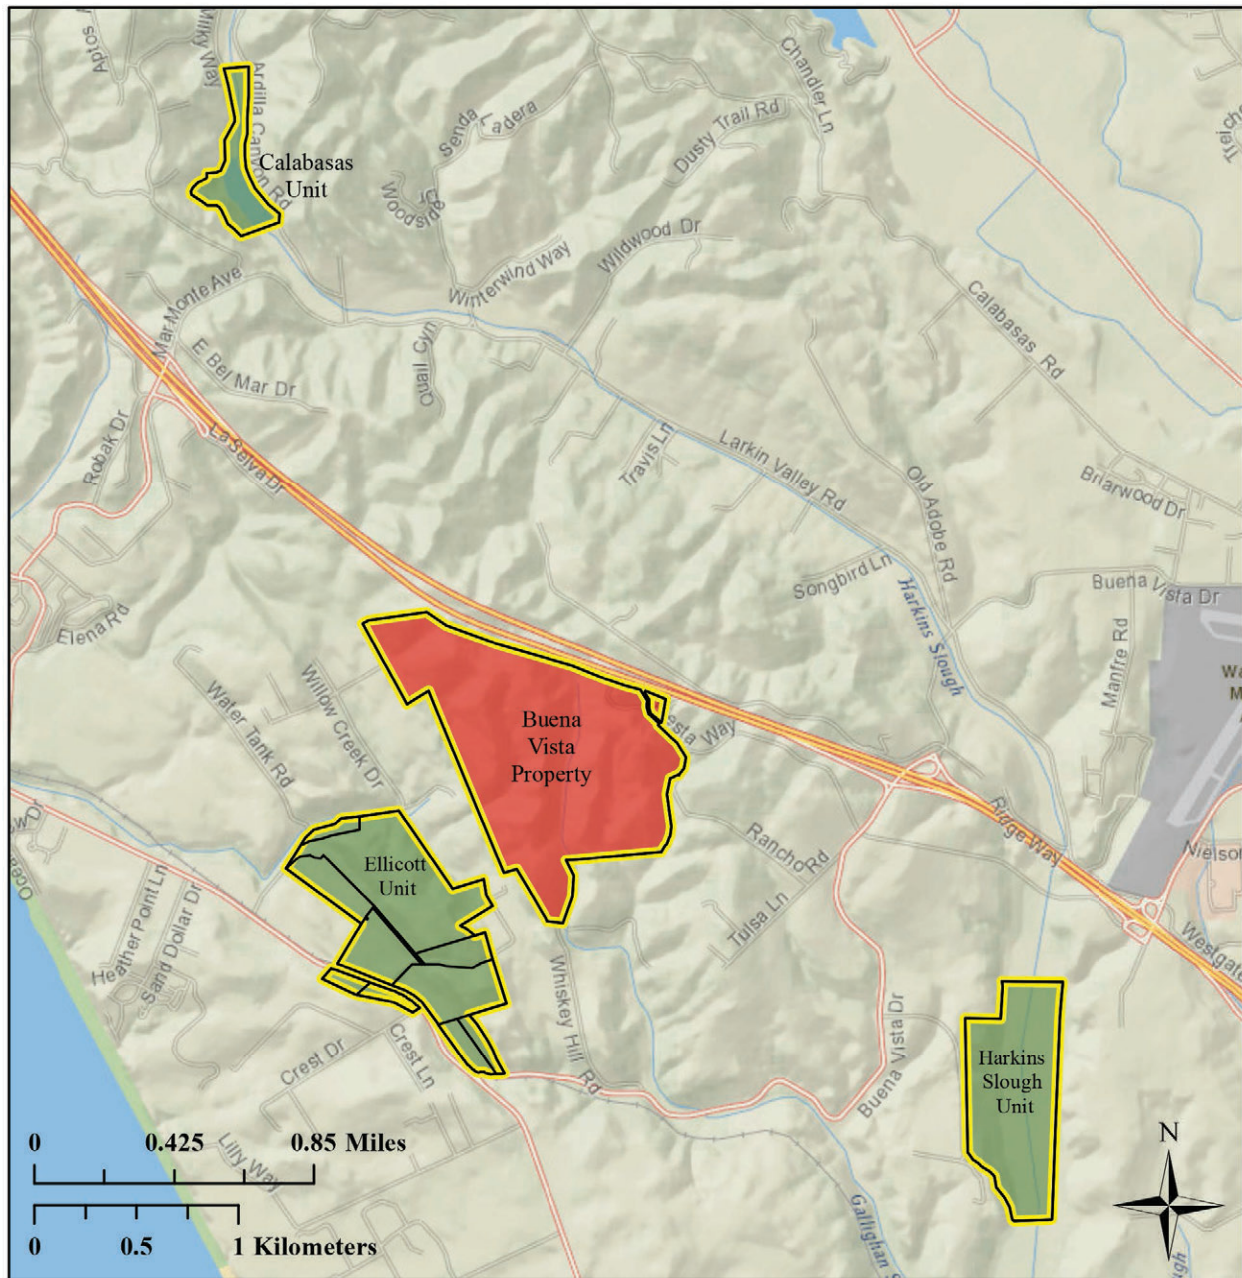 Aptos
Milky Way
Ardilla Canyon Rd
Calabasas
Unit
Senda
Ladera
Woodside
Dr
Dusty Trail Rd
Chandler Ln
Wildwood Dr
Winterwind Way
Mar Monte Ave
E Bel Mar Dr
Quail Cyn
Calabasas Rd
Robak Dr
La Selva Dr
Travis Ln
Larkin Valley Rd
Old Adobe Rd
Briarwood Dr
Songbird Ln
Harkins Slough
Buena Vista Dr
Elena Rd
Manfre Rd
Water Tank Rd
Willow Creek Dr
Buena
Vista
Property
esta Way
Rancho Rd
Ridge Way
Nielson
Ellicott
Unit
Heather Point Ln
Sand Dollar Dr
Tulsa Ln
Westgate
Whiskey Hill Rd
Crest Dr
Crest Ln
Buena Vista Dr
Harkins
Slough
Unit
Lilly Way
Gallighan S
N
0 0.425 0.85 Miles
0 0.5 1 Kilometers